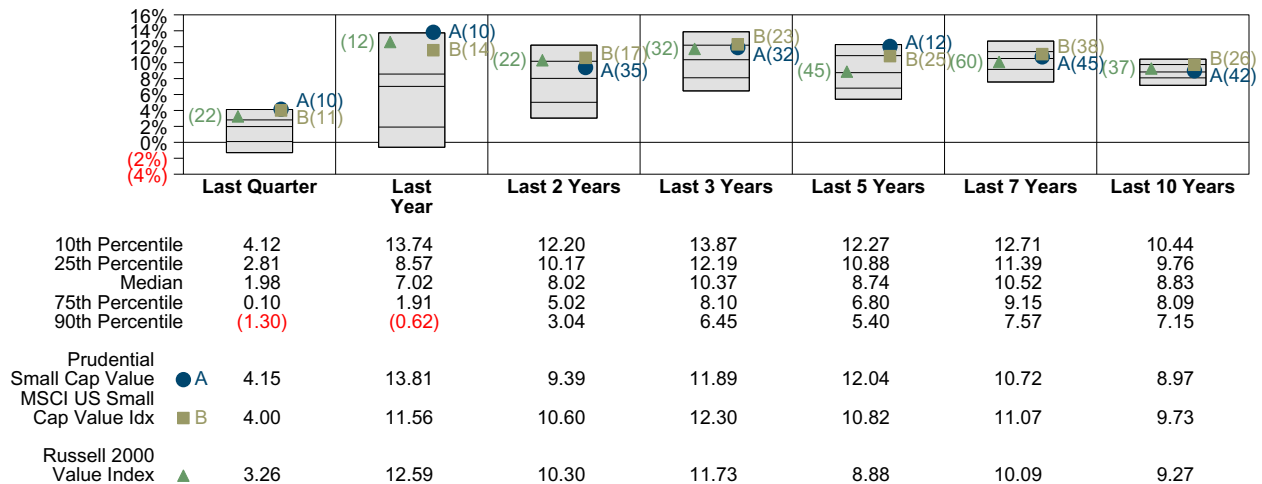 16%
14%
12%
10%
8%
6%
4%
2%
0%
(2%)
(4%)
(22) A(10)
B(11)
(12) A(10)
B(14)
(22) B(17)
A(35)
(32) B(23)
A(32)
(45) A(12)
B(25)
(60) B(38)
A(45)
(37) B(26)
A(42)
Last Quarter Last Year Last 2 Years Last 3 Years Last 5 Years Last 7 Years Last 10 Years
10th Percentile 4.12 13.74 12.20 13.87 12.27 12.71 10.44
25th Percentile 2.81 8.57 10.17 12.19 10.88 11.39 9.76
Median 1.98 7.02 8.02 10.37 8.74 10.52 8.83
75th Percentile 0.10 1.91 5.02 8.10 6.80 9.15 8.09
90th Percentile (1.30) (0.62) 3.04 6.45 5.40 7.57 7.15
Prudential
Small Cap Value A 4.15 13.81 9.39 11.89 12.04 10.72 8.97
MSCI US Small
Cap Value Idx B 4.00 11.56 10.60 12.30 10.82 11.07 9.73
Russell 2000
Value Index 3.26 12.59 10.30 11.73 8.88 10.09 9.27